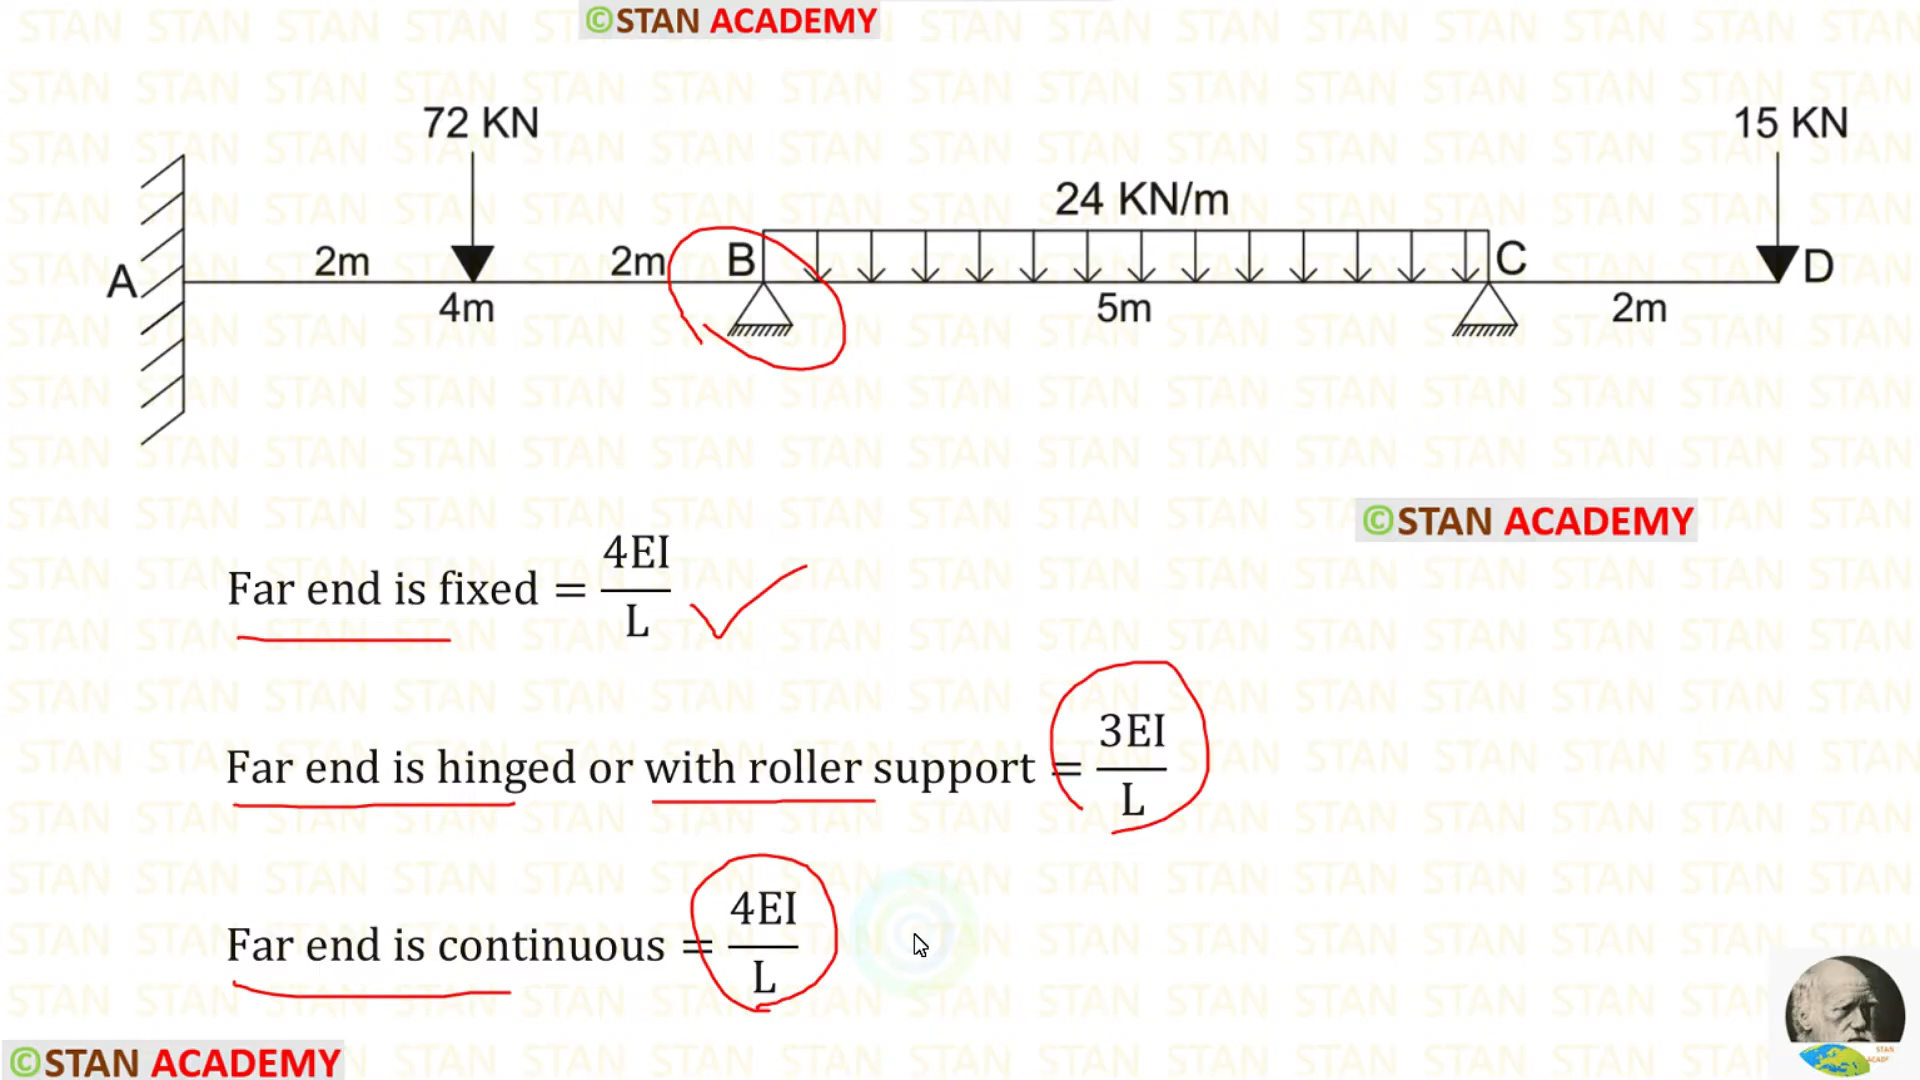 ©STAN ACADEMY
72 KN
15 KN
24 KN/m
A
2m
2m
B
C
D
4m
5m
2m
©STAN ACADEMY
Far end is fixed = 4EI/L
Far end is hinged or with roller support = 3EI/L
Far end is continuous = 4EI/L
©STAN ACADEMY
STAN